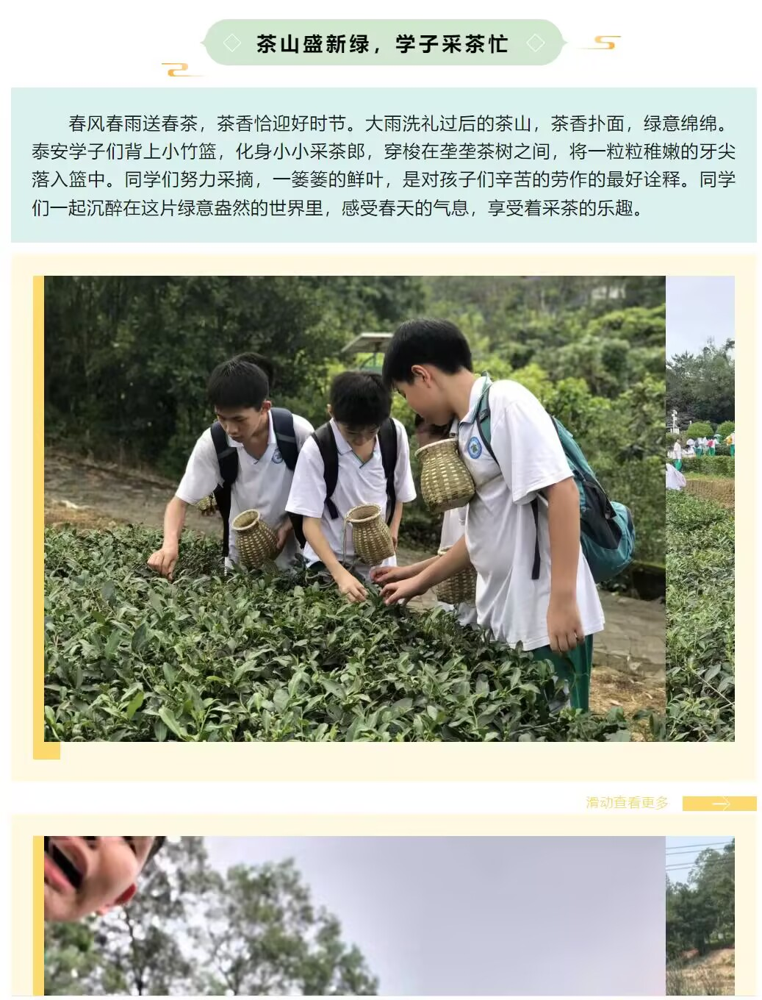 茶山盛新绿，学子采茶忙
春风春雨送春茶，茶香恰迎好时节。大雨洗礼过后的茶山，茶香扑面，绿意绵绵。
泰安学子们背上小竹篮，化身小小采茶郎，穿梭在垄垄茶树之间，将一粒粒稚嫩的牙尖
落入篮中。同学们努力采摘，一篓篓的鲜叶，是对孩子们辛苦的劳作的最好诠释。同学
们一起沉醉在这片绿意盎然的世界里，感受春天的气息，享受着采茶的乐趣。
滑动查看更多